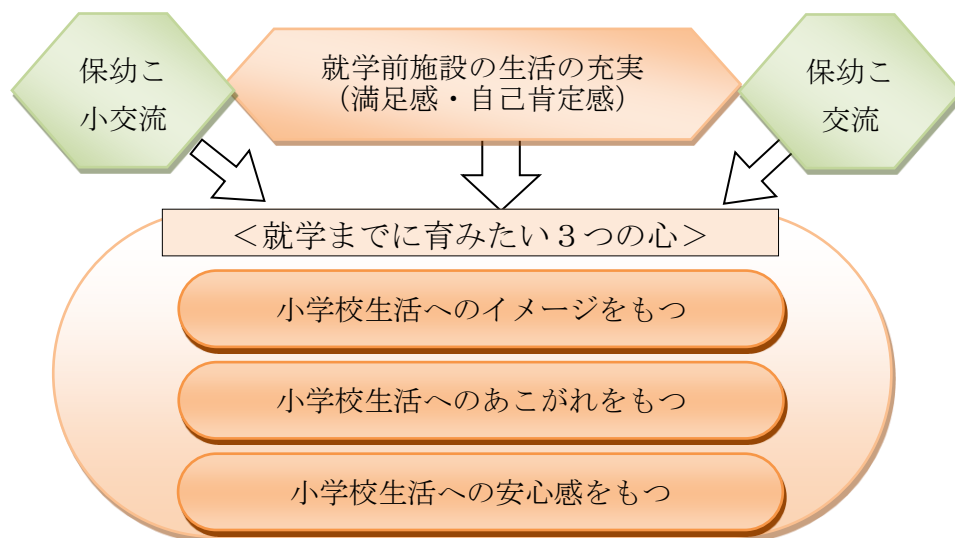 保幼こ
小交流
就学前施設の生活の充実
（満足感・自己肯定感）
保幼こ
交流
＜就学までに育みたい３つの心＞
小学校生活へのイメージをもつ
小学校生活へのあこがれをもつ
小学校生活への安心感をもつ